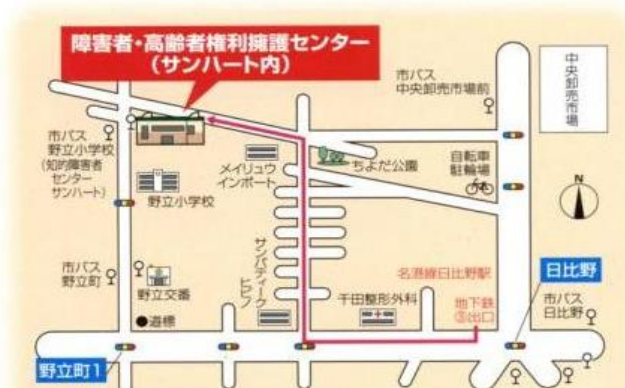 障害者・高齢者権利擁護センター
（サンハート内）
中央卸売市場
市バス
中央卸売市場前
市バス
野立小学校
（知的障害者
センター
サンハート）
メイリュウ
インポート
ちよだ公園
自転車
駐輪場
野立小学校
N
サンパティーク
ヒビノ
市バス
野立町
野立交番
名港線日比野駅
日比野
地下鉄
③出口
千田整形外科
市バス
日比野
●道標
野立町1